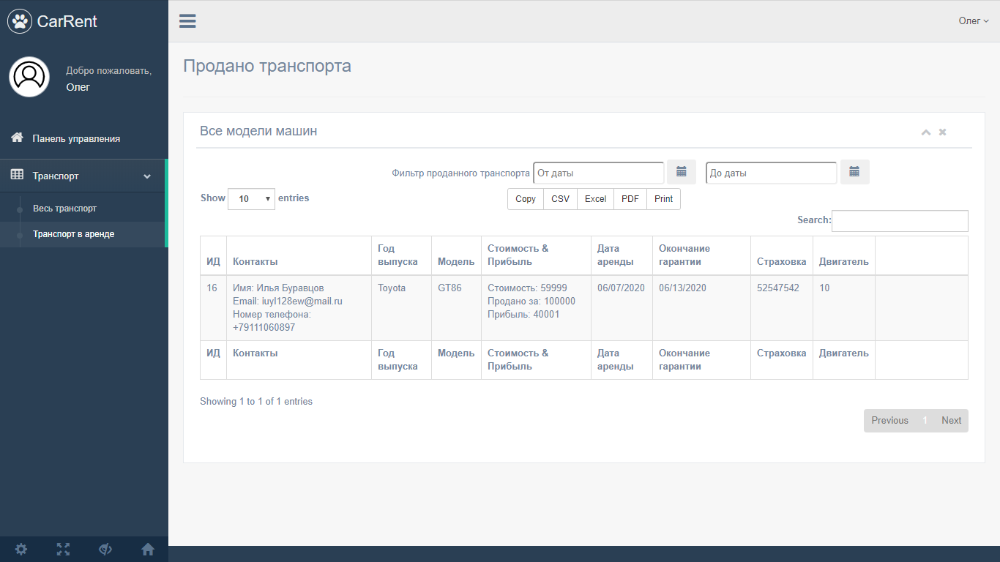 CarRent
Олег
Добро пожаловать,
Олег
Панель управления
Транспорт
Весь транспорт
Транспорт в аренде
Продано транспорта
Все модели машин
Фильтр проданного транспорта От даты До даты
Show 10 entries
Copy CSV Excel PDF Print
Search:
ИД Контакты Год выпуска Модель Стоимость & Прибыль Дата аренды Окончание гарантии Страховка Двигатель
16 Имя: Илья Буравцов Toyota GT86 Стоимость: 59999 06/07/2020 06/13/2020 52547542 10
Email: iuyl128ew@mail.ru Продано за: 100000
Номер телефона: Прибыль: 40001
+79111060897
ИД Контакты Год выпуска Модель Стоимость & Прибыль Дата аренды Окончание гарантии Страховка Двигатель
Showing 1 to 1 of 1 entries
Previous 1 Next